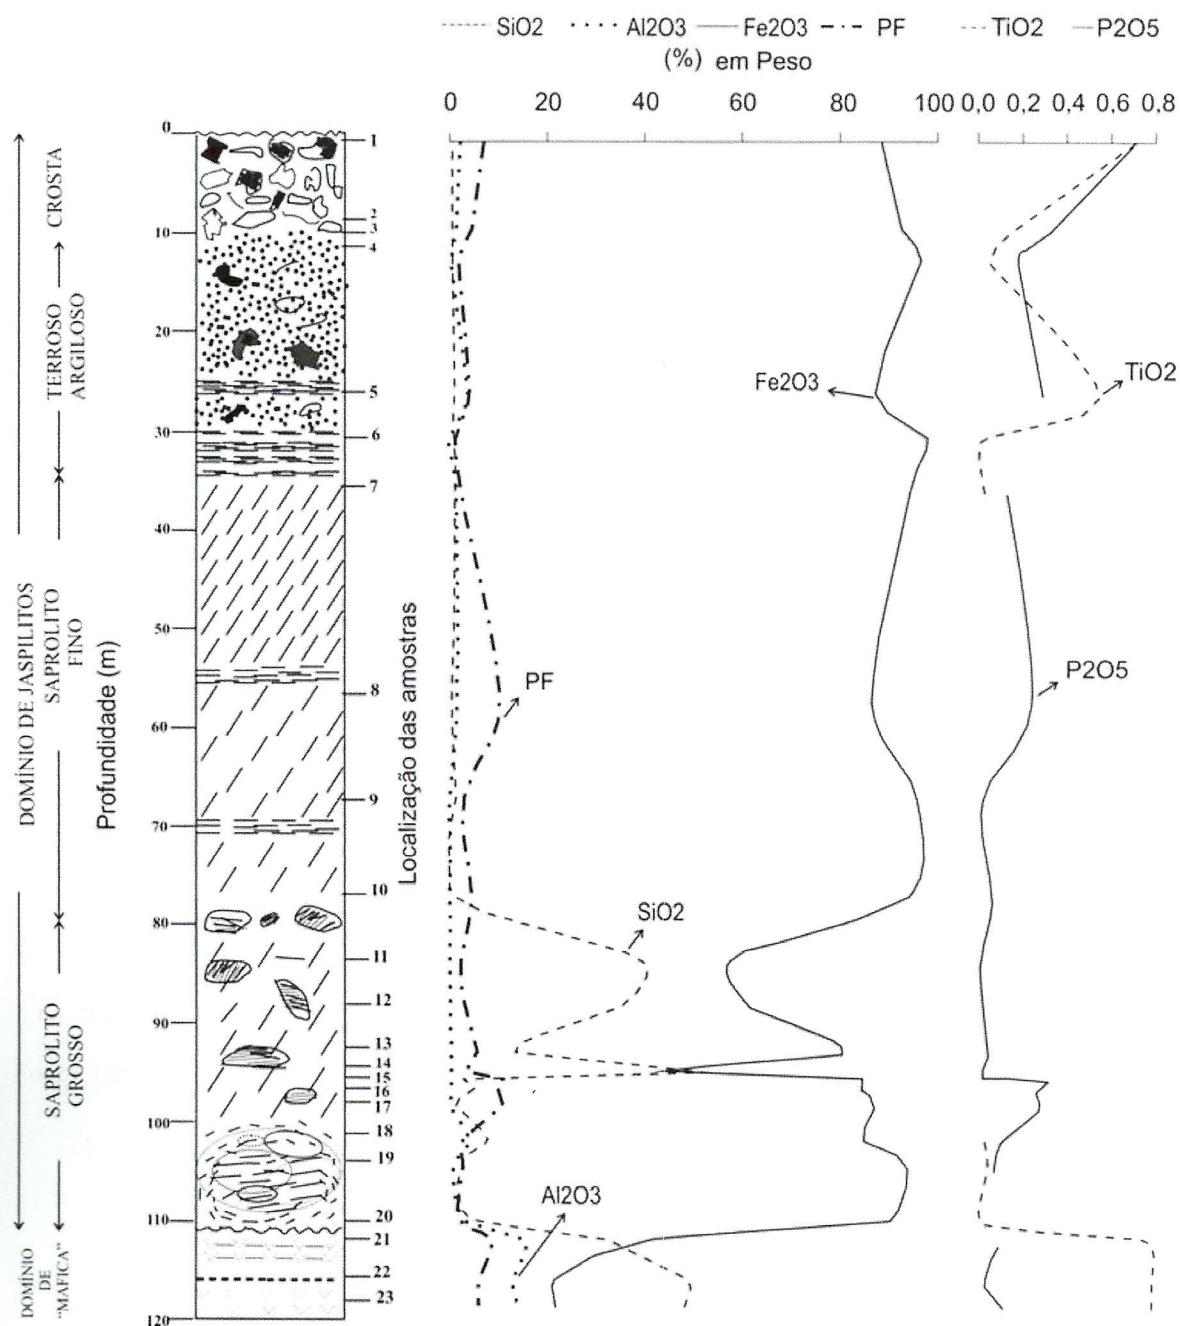 SiO2 Al2O3 Fe2O3 PF TiO2 P2O5
(%) em Peso
0 20 40 60 80 100 0,0 0,2 0,4 0,6 0,8
0
10
20
30
40
50
60
70
80
90
100
110
120
Profundidade (m)
DOMÍNIO DE JASPILITOS
DOMÍNIO
DE
"MAFICA"
CROSTA
TERROSO
ARGILOSO
SAPROLITO
FINO
SAPROLITO
GROSSO
1
2
3
4
5
6
7
8
9
10
11
12
13
14
15
16
17
18
19
20
21
22
23
Localização das amostras
Fe2O3
TiO2
PF
P2O5
SiO2
Al2O3